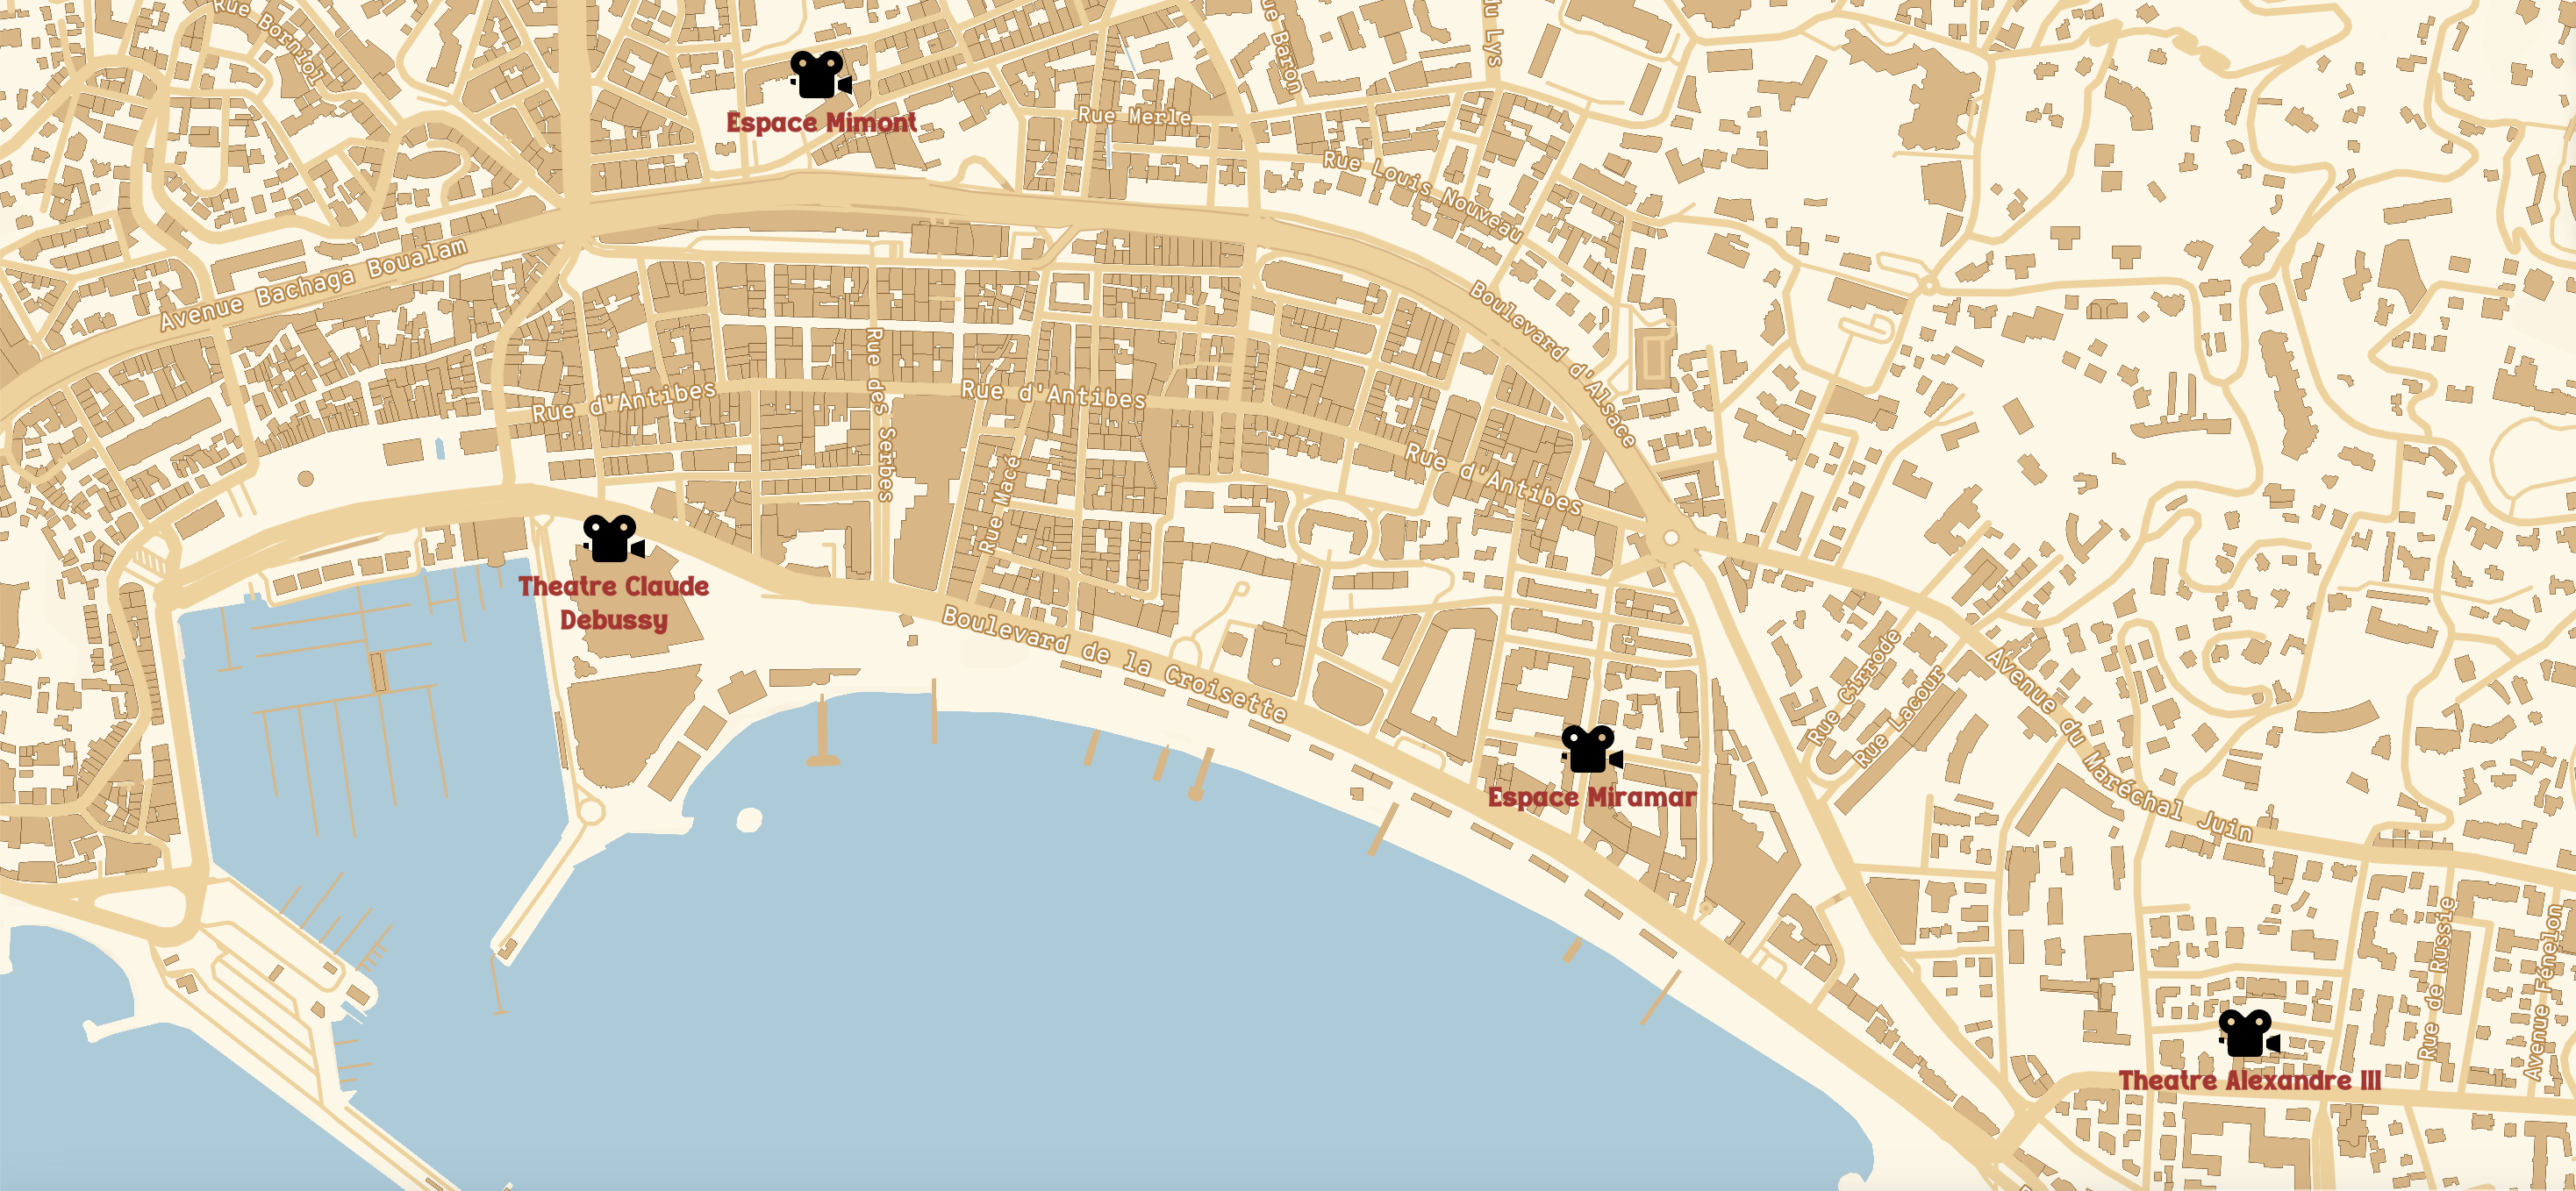 Rue Borniol
ue Baron
du Lys
Espace Mimont
Rue Merle
Rue Louis Nouveau
Avenue Bachaga Boualam
Boulevard d'Alsace
Rue des Serbes
Rue d'Antibes
Rue d'Antibes
Rue d'Antibes
Rue Macé
Theatre Claude
Debussy
Boulevard de la Croisette
Rue Cirrode
Rue Lacour
Avenue du Maréchal Juin
Espace Miramar
Rue de Russie
Avenue Fénelon
Theatre Alexandre III